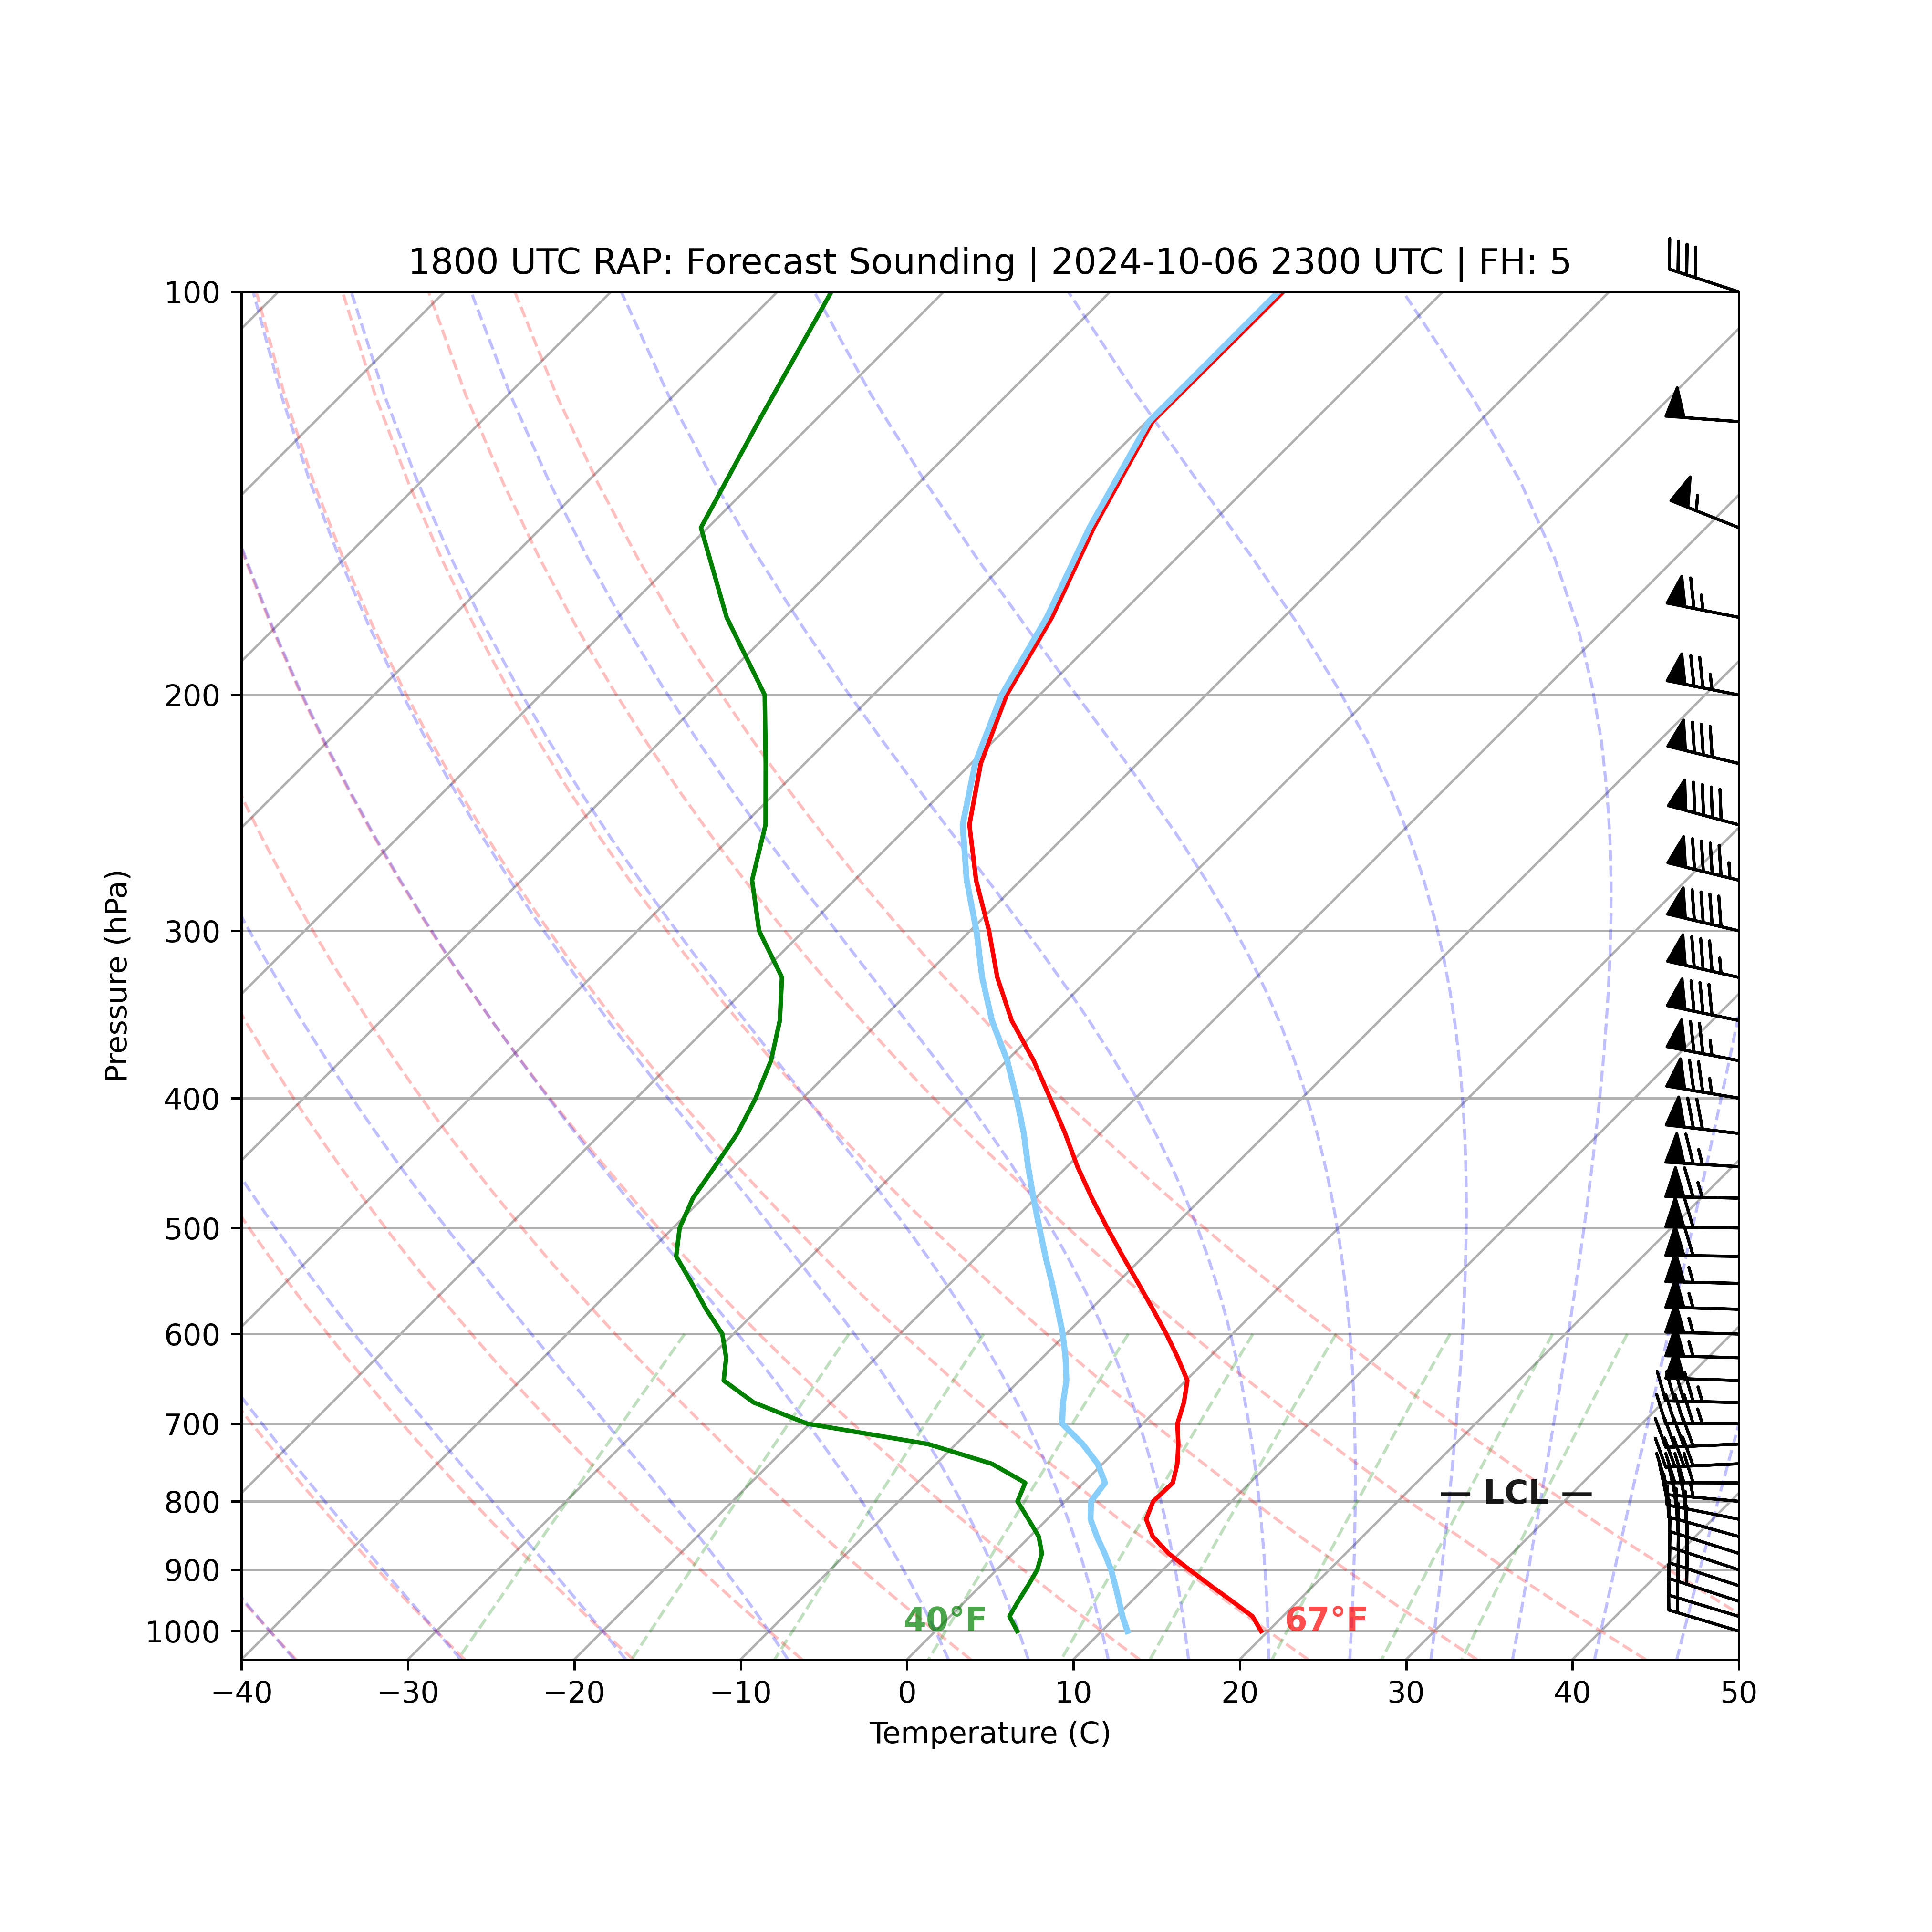 1800 UTC RAP: Forecast Sounding | 2024-10-06 2300 UTC | FH: 5
100
200
300
400
500
600
700
800
900
1000
Pressure (hPa)
— LCL —
40°F
67°F
−40 −30 −20 −10 0 10 20 30 40 50
Temperature (C)